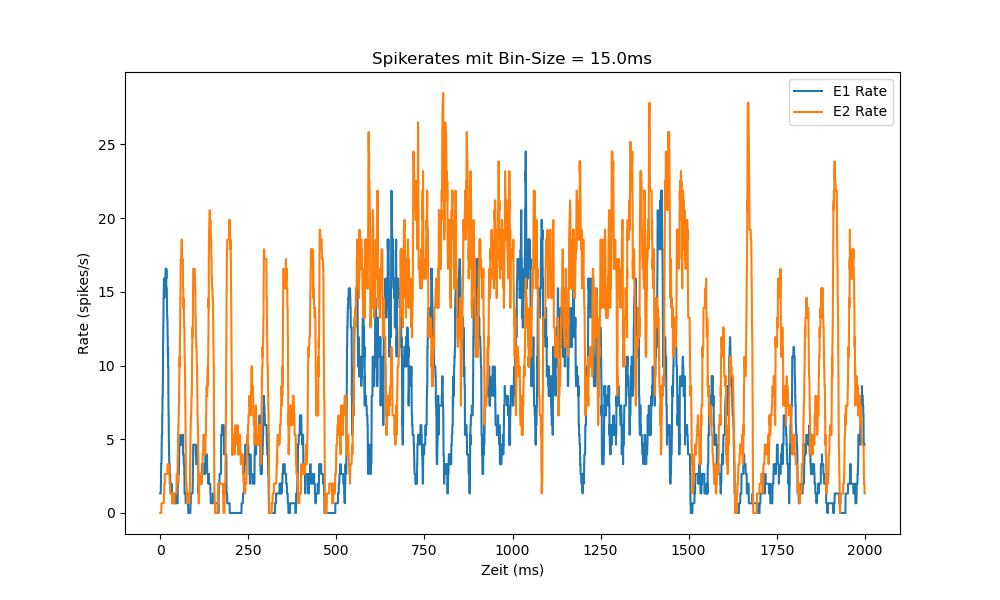 Spikerates mit Bin-Size = 15.0ms
E1 Rate
E2 Rate
25
20
15
10
5
0
Rate (spikes/s)
0 250 500 750 1000 1250 1500 1750 2000
Zeit (ms)